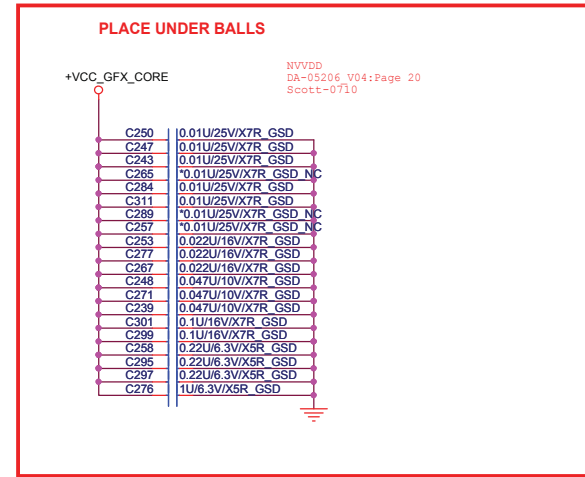 PLACE UNDER BALLS
NVVDD
DA-05206_V04:Page 20
Scott-0710
+VCC_GFX_CORE
C250 0.01U/25V/X7R_GSD
C247 0.01U/25V/X7R_GSD
C243 0.01U/25V/X7R_GSD
C265 *0.01U/25V/X7R_GSD_NC
C284 0.01U/25V/X7R_GSD
C311 0.01U/25V/X7R_GSD
C289 *0.01U/25V/X7R_GSD_NC
C257 *0.01U/25V/X7R_GSD_NC
C253 0.022U/16V/X7R_GSD
C277 0.022U/16V/X7R_GSD
C267 0.022U/16V/X7R_GSD
C248 0.047U/10V/X7R_GSD
C271 0.047U/10V/X7R_GSD
C239 0.047U/10V/X7R_GSD
C301 0.1U/16V/X7R_GSD
C299 0.1U/16V/X7R_GSD
C258 0.22U/6.3V/X5R_GSD
C295 0.22U/6.3V/X5R_GSD
C297 0.22U/6.3V/X5R_GSD
C276 1U/6.3V/X5R_GSD